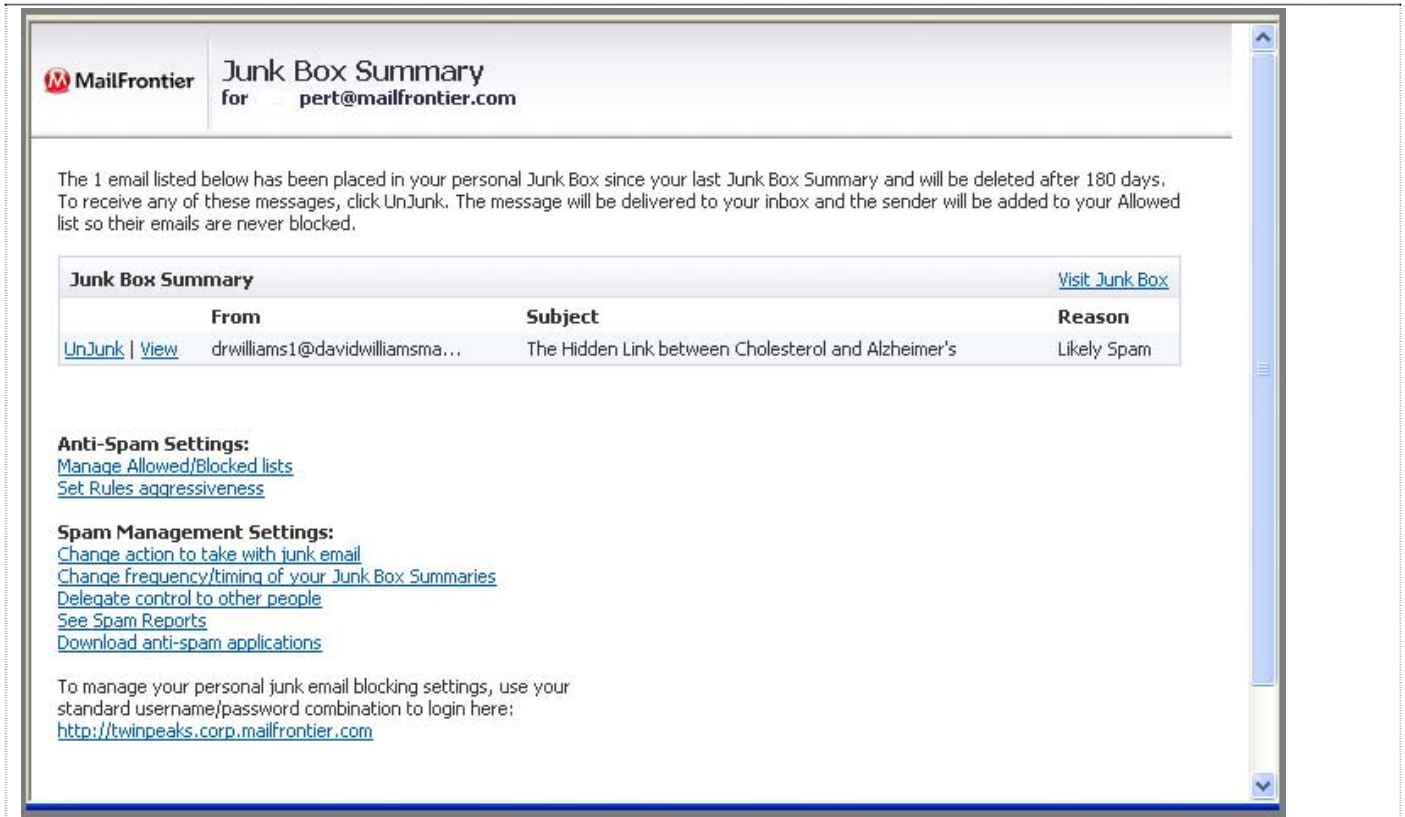 MailFrontier
Junk Box Summary
for pert@mailfrontier.com
The 1 email listed below has been placed in your personal Junk Box since your last Junk Box Summary and will be deleted after 180 days.
To receive any of these messages, click UnJunk. The message will be delivered to your inbox and the sender will be added to your Allowed
list so their emails are never blocked.
Junk Box Summary Visit Junk Box
From Subject Reason
UnJunk | View drwilliams1@davidwilliamsma... The Hidden Link between Cholesterol and Alzheimer's Likely Spam
Anti-Spam Settings:
Manage Allowed/Blocked lists
Set Rules aggressiveness
Spam Management Settings:
Change action to take with junk email
Change frequency/timing of your Junk Box Summaries
Delegate control to other people
See Spam Reports
Download anti-spam applications
To manage your personal junk email blocking settings, use your
standard username/password combination to login here:
http://twinpeaks.corp.mailfrontier.com